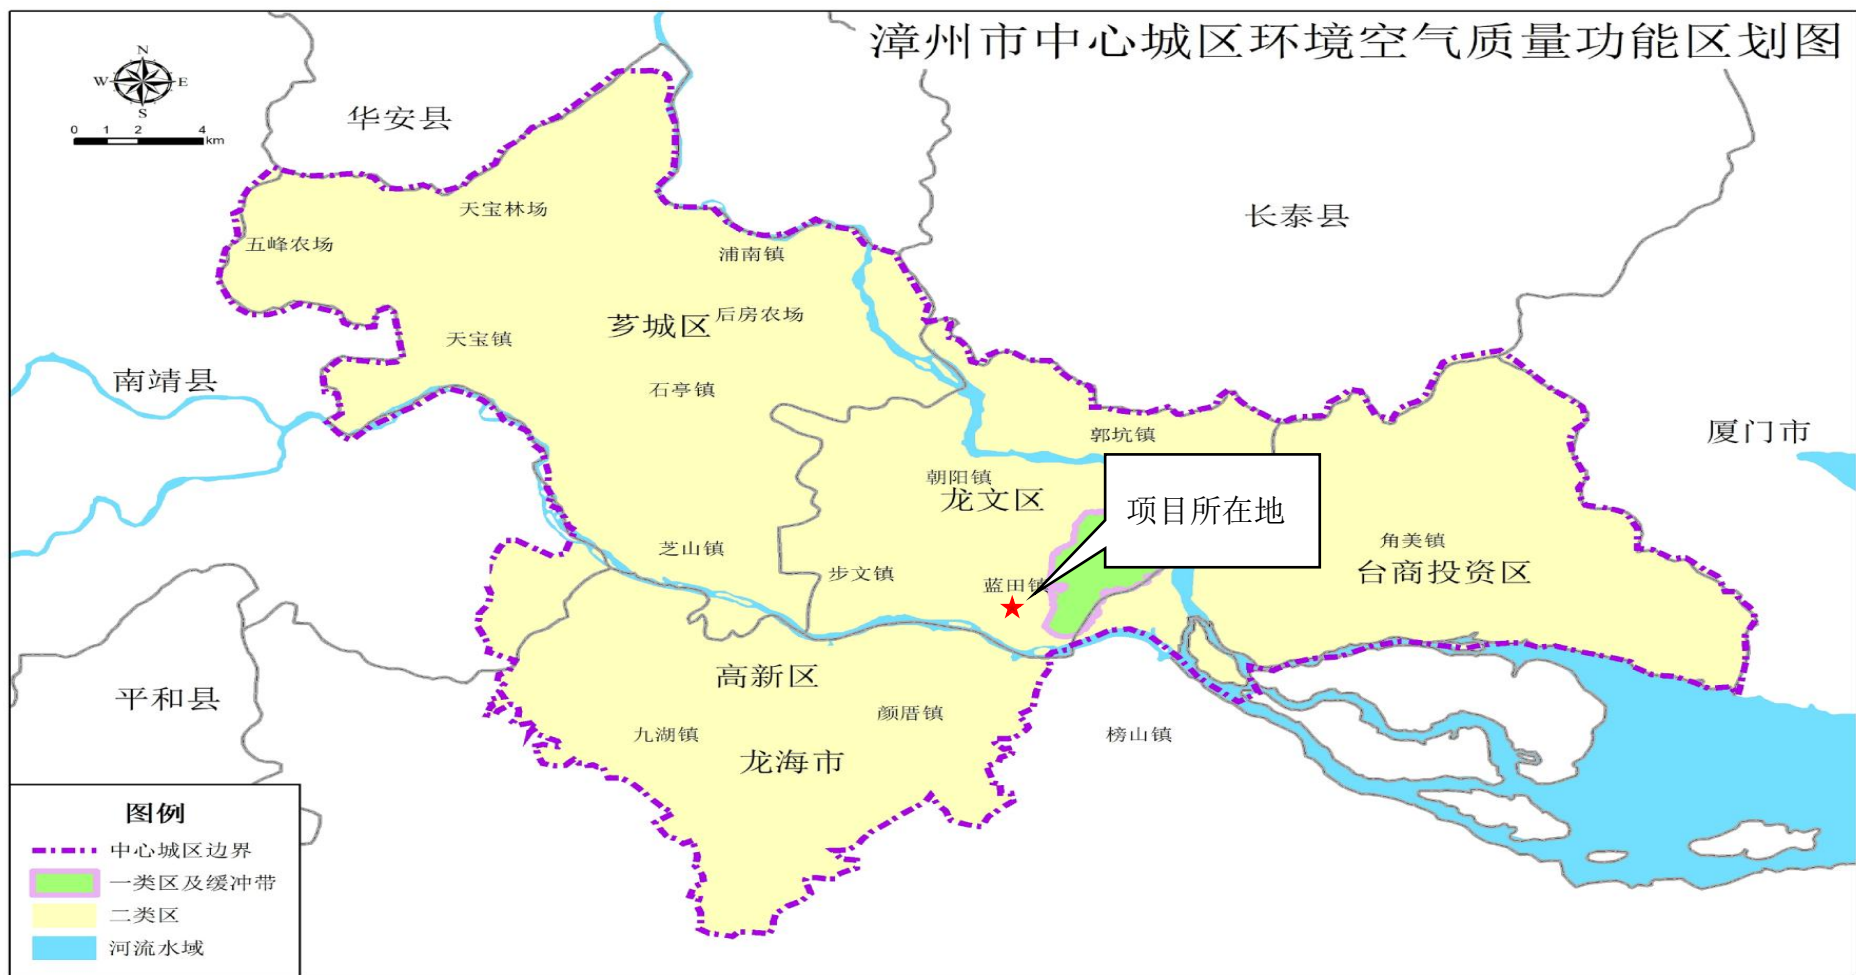 漳州市中心城区环境空气质量功能区划图
N
W E
S
0 1 2 4
km
华安县
长泰县
天宝林场
五峰农场
浦南镇
后房农场
芗城区
天宝镇
南靖县
石亭镇
郭坑镇
厦门市
朝阳镇
龙文区
项目所在地
角美镇
芝山镇
台商投资区
步文镇
蓝田镇
高新区
平和县
颜厝镇
九湖镇
榜山镇
龙海市
图例
中心城区边界
一类区及缓冲带
二类区
河流水域